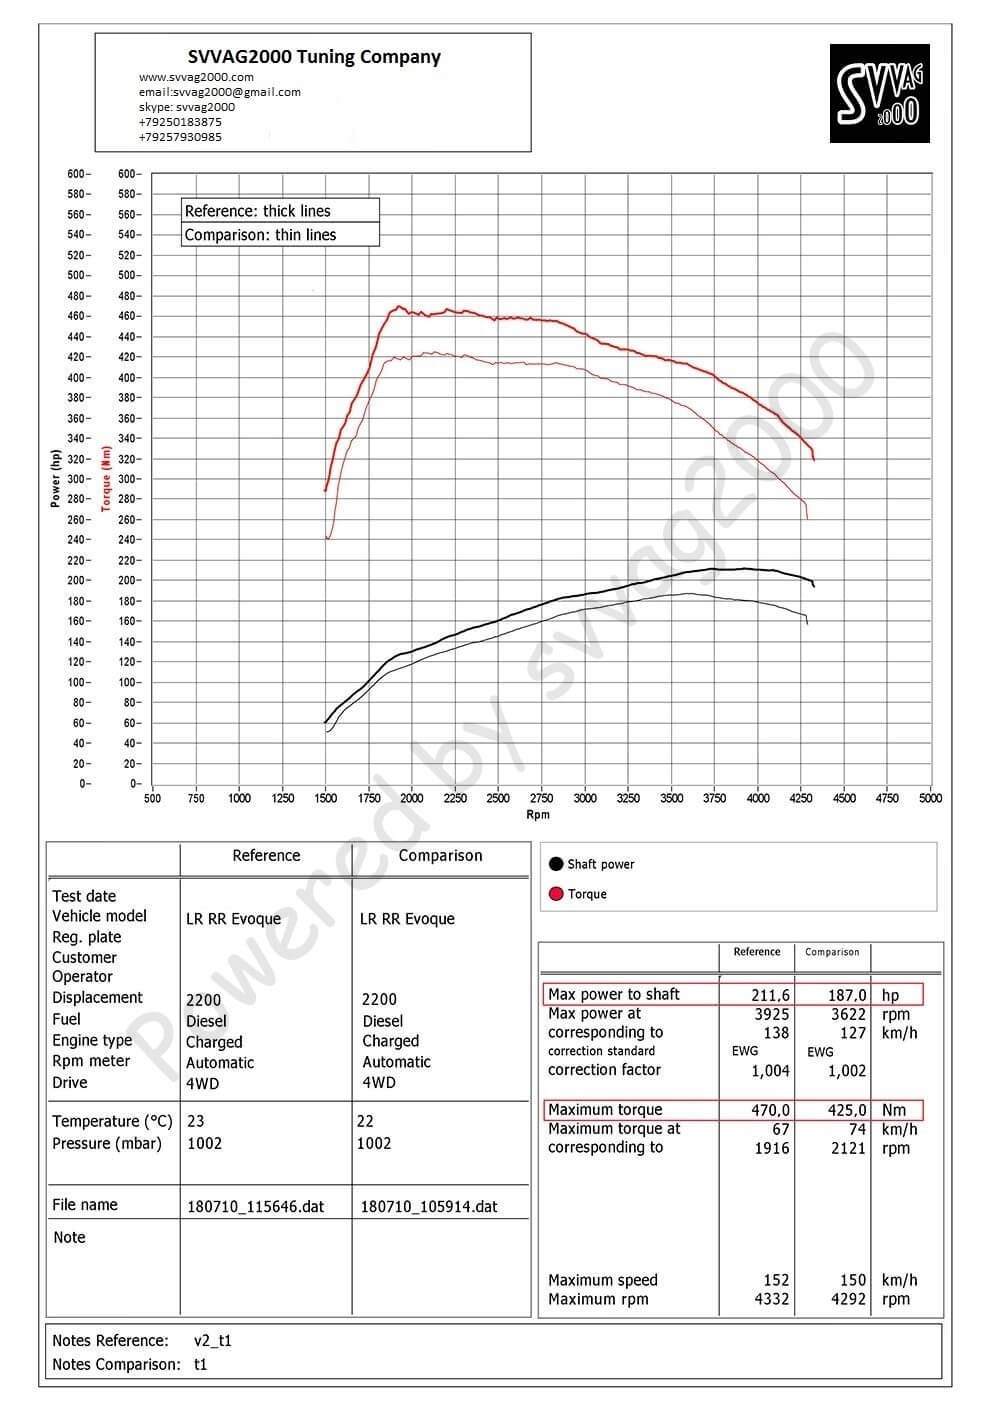 SVVAG2000 Tuning Company
www.svvag2000.com
email:svvag2000@gmail.com
skype: svvag2000
+79250183875
+79257930985
SVVAG
2000
600- 600-
580- 580-
560- 560-
540- 540-
520- 520-
500- 500-
480- 480-
460- 460-
440- 440-
420- 420-
400- 400-
380- 380-
360- 360-
340- 340-
320- 320-
300- 300-
280- 280-
260- 260-
240- 240-
220- 220-
200- 200-
180- 180-
160- 160-
140- 140-
120- 120-
100- 100-
80- 80-
60- 60-
40- 40-
20- 20-
0- 0-
Power (hp)
Torque (Nm)
Reference: thick lines
Comparison: thin lines
500 750 1000 1250 1500 1750 2000 2250 2500 2750 3000 3250 3500 3750 4000 4250 4500 4750 5000
Rpm
Powered by svvag2000
Reference Comparison
Test date
Vehicle model LR RR Evoque LR RR Evoque
Reg. plate
Customer
Operator
Displacement 2200 2200
Fuel Diesel Diesel
Engine type Charged Charged
Rpm meter Automatic Automatic
Drive 4WD 4WD
Temperature (°C) 23 22
Pressure (mbar) 1002 1002
File name 180710_115646.dat 180710_105914.dat
Note
Shaft power
Torque
Reference Comparison
Max power to shaft 211,6 187,0 hp
Max power at 3925 3622 rpm
corresponding to 138 127 km/h
correction standard EWG EWG
correction factor 1,004 1,002
Maximum torque 470,0 425,0 Nm
Maximum torque at 67 74 km/h
corresponding to 1916 2121 rpm
Maximum speed 152 150 km/h
Maximum rpm 4332 4292 rpm
Notes Reference: v2_t1
Notes Comparison: t1